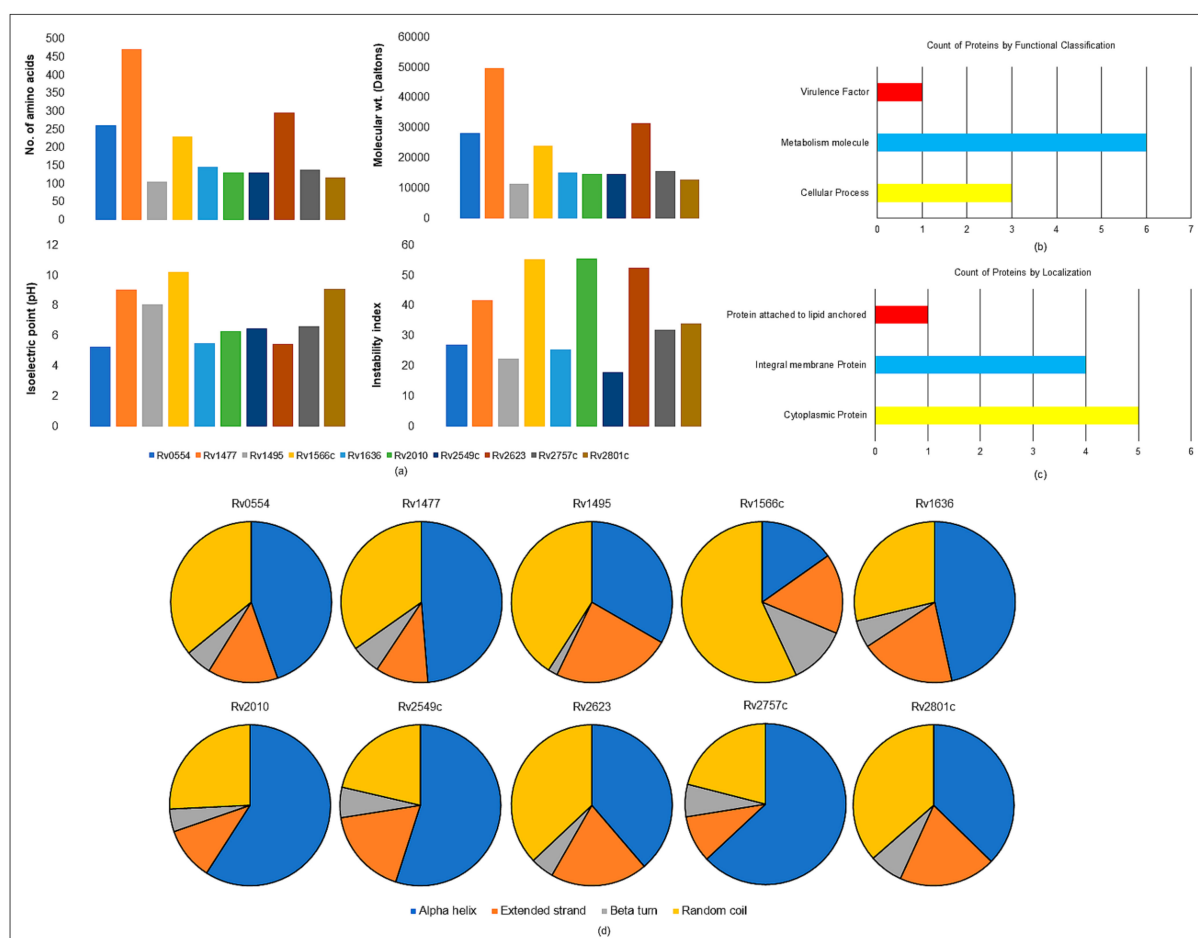 No. of amino acids
500
450
400
350
300
250
200
150
100
50
0
Molecular wt. (Daltons)
60000
50000
40000
30000
20000
10000
0
Isoelectric point (pH)
12
10
8
6
4
2
0
Instability index
60
50
40
30
20
10
0
Rv0554 Rv1477 Rv1495 Rv1566c Rv1636 Rv2010 Rv2549c Rv2623 Rv2757c Rv2801c
(a)
Count of Proteins by Functional Classification
Virulence Factor
Metabolism molecule
Cellular Process
0 1 2 3 4 5 6 7
(b)
Count of Proteins by Localization
Protein attached to lipid anchored
Integral membrane Protein
Cytoplasmic Protein
0 1 2 3 4 5 6
(c)
Rv0554 Rv1477 Rv1495 Rv1566c Rv1636
Rv2010 Rv2549c Rv2623 Rv2757c Rv2801c
Alpha helix Extended strand Beta turn Random coil
(d)